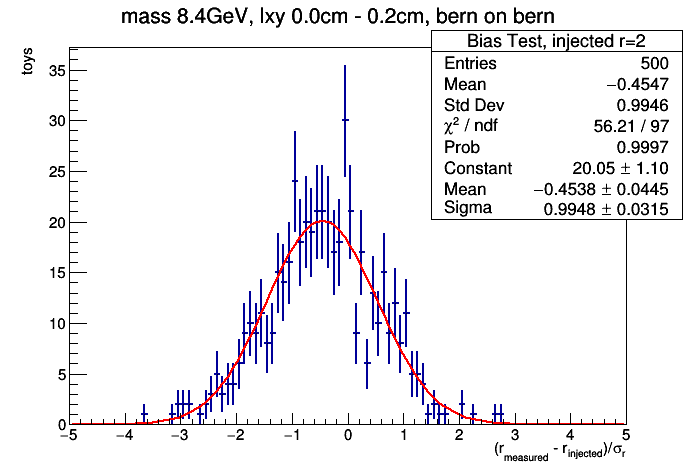 mass 8.4GeV, lxy 0.0cm - 0.2cm, bern on bern
Bias Test, injected r=2
Entries 500
Mean −0.4547
Std Dev 0.9946
χ² / ndf 56.21 / 97
Prob 0.9997
Constant 20.05 ± 1.10
Mean −0.4538 ± 0.0445
Sigma 0.9948 ± 0.0315
toys
35
30
25
20
15
10
5
0
−5 −4 −3 −2 −1 0 1 2 3 4 5
(r_measured - r_injected)/σ_r